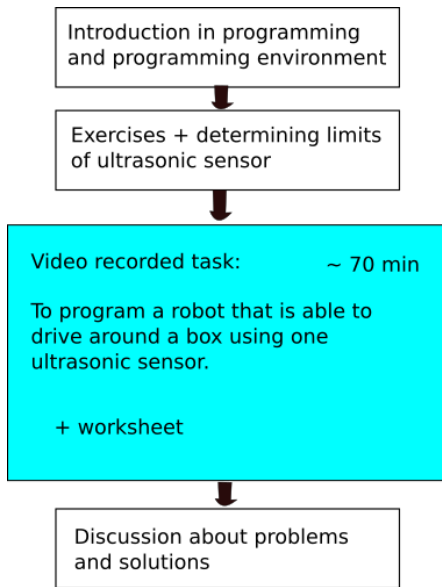 Introduction in programming
and programming environment
Exercises + determining limits
of ultrasonic sensor
Video recorded task: ~ 70 min
To program a robot that is able to
drive around a box using one
ultrasonic sensor.
+ worksheet
Discussion about problems
and solutions